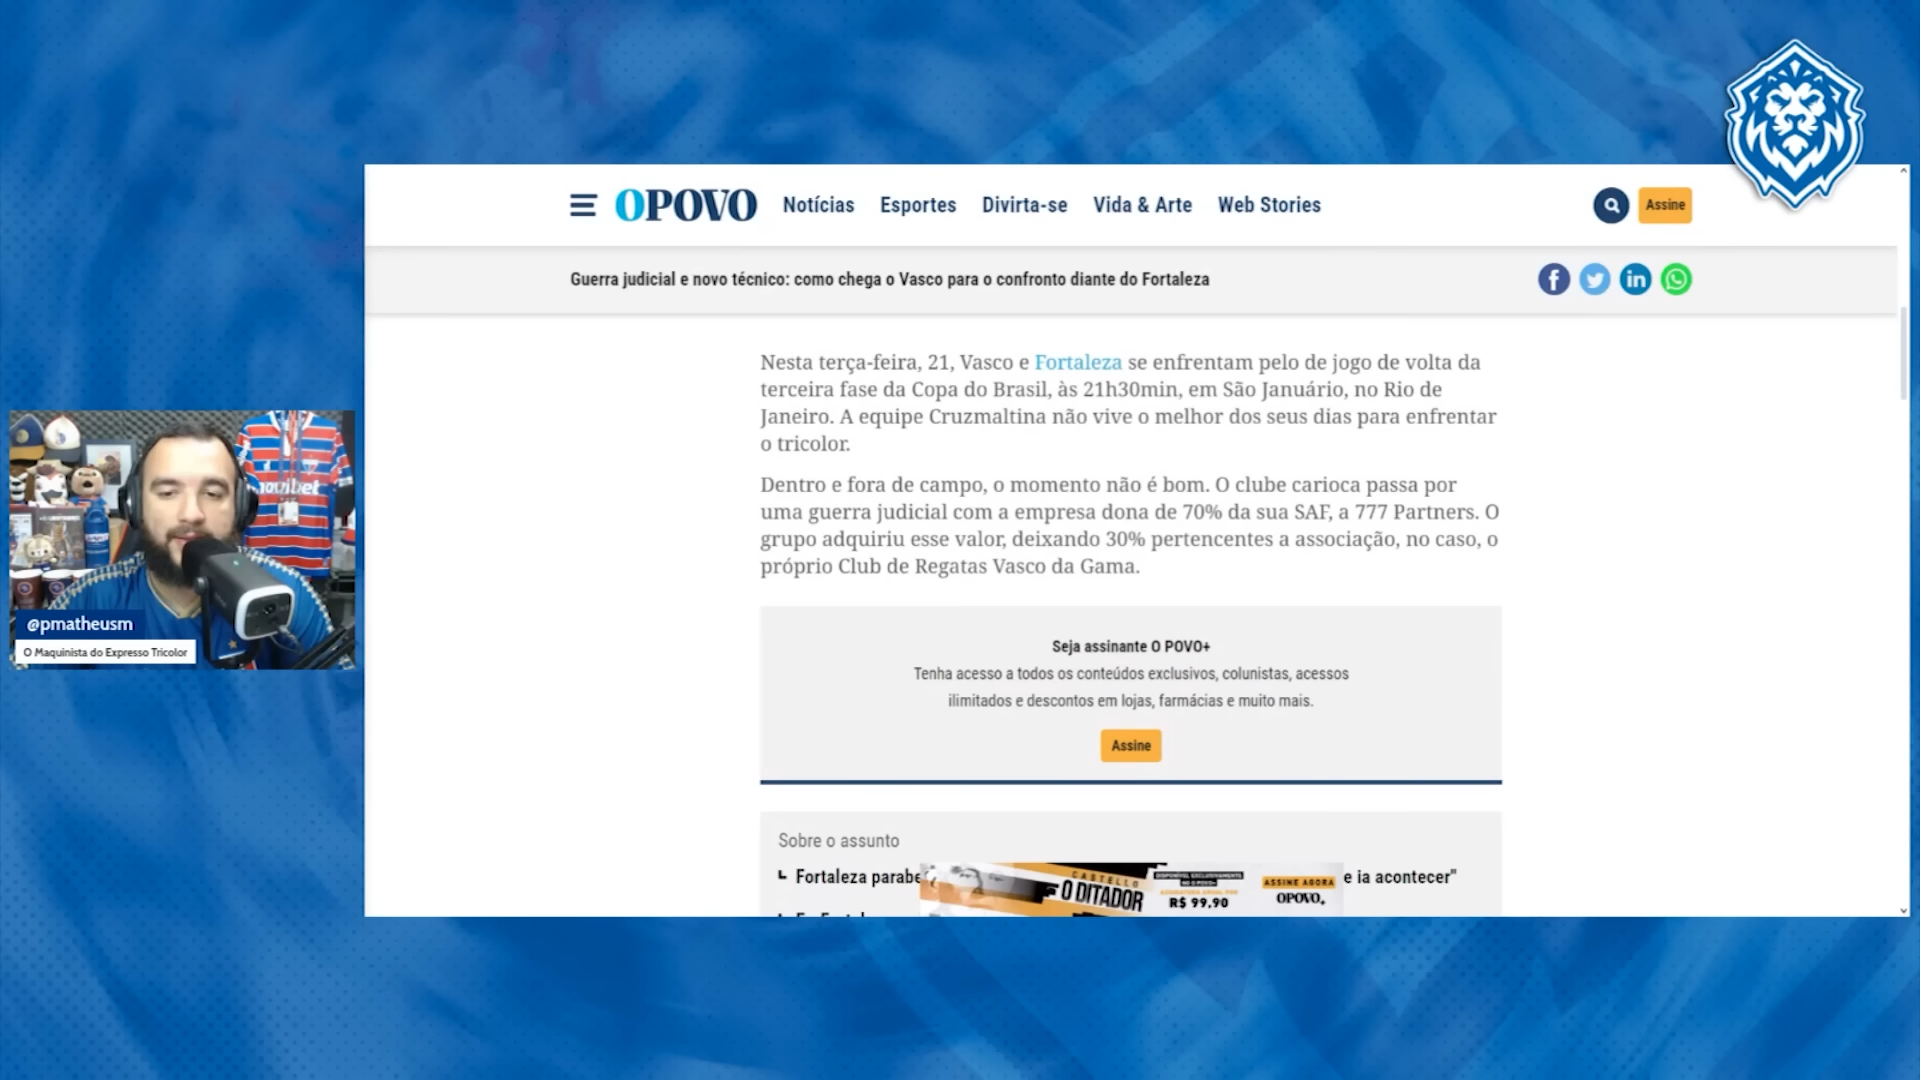 OPOVO
Notícias
Esportes
Divirta-se
Vida & Arte
Web Stories
Assine
Guerra judicial e novo técnico: como chega o Vasco para o confronto diante do Fortaleza
Nesta terça-feira, 21, Vasco e Fortaleza se enfrentam pelo de jogo de volta da
terceira fase da Copa do Brasil, às 21h30min, em São Januário, no Rio de
Janeiro. A equipe Cruzmaltina não vive o melhor dos seus dias para enfrentar
o tricolor.
Dentro e fora de campo, o momento não é bom. O clube carioca passa por
uma guerra judicial com a empresa dona de 70% da sua SAF, a 777 Partners. O
grupo adquiriu esse valor, deixando 30% pertencentes a associação, no caso, o
próprio Club de Regatas Vasco da Gama.
@pmatheusm
O Maquinista do Expresso Tricolor
Seja assinante O POVO+
Tenha acesso a todos os conteúdos exclusivos, colunistas, acessos
ilimitados e descontos em lojas, farmácias e muito mais.
Assine
Sobre o assunto
Fortaleza parabe
e ia acontecer"
CASTELLO
O DITADOR
R$ 99,90
ASSINE AGORA
OPOVO+